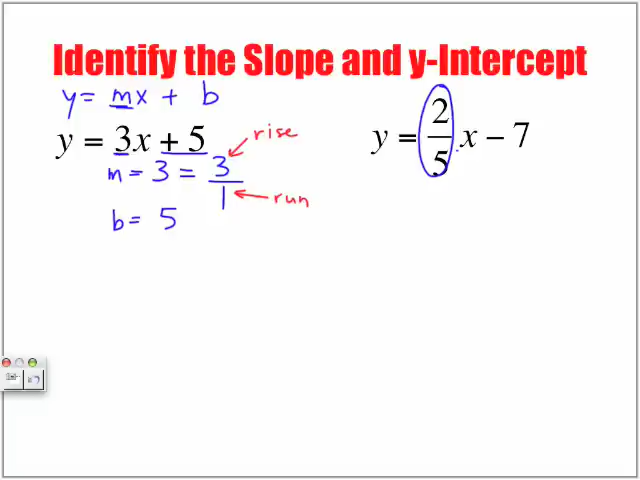 Identify the Slope and y-Intercept
y = mx + b
y = 3x + 5
rise
m = 3 = 3/1
run
b = 5
y = 2/5 x − 7